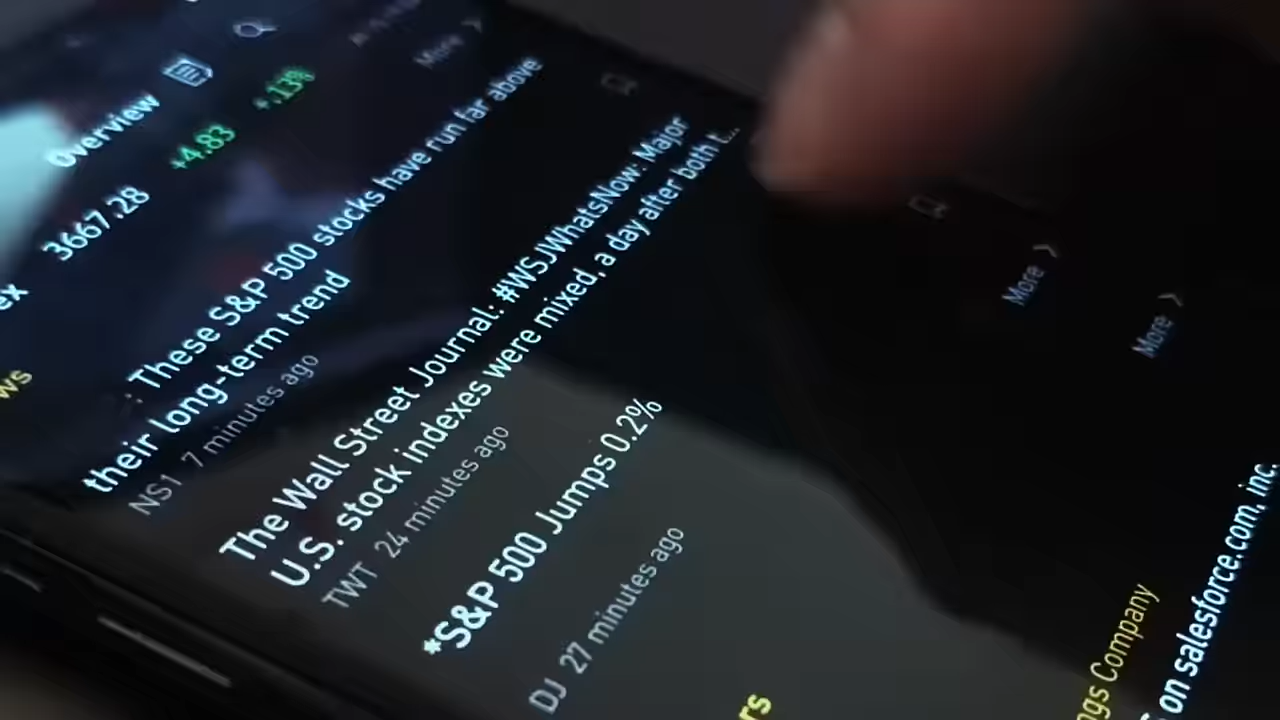 Overview
3667.28 +4.83 +.13%
More
These S&P 500 stocks have run far above
their long-term trend
NS1 7 minutes ago
The Wall Street Journal: #WSJWhatsNow: Major
U.S. stock indexes were mixed, a day after both t...
TWT 24 minutes ago
*S&P 500 Jumps 0.2%
DJ 27 minutes ago
More
More
ngs Company
on salesforce.com, inc.